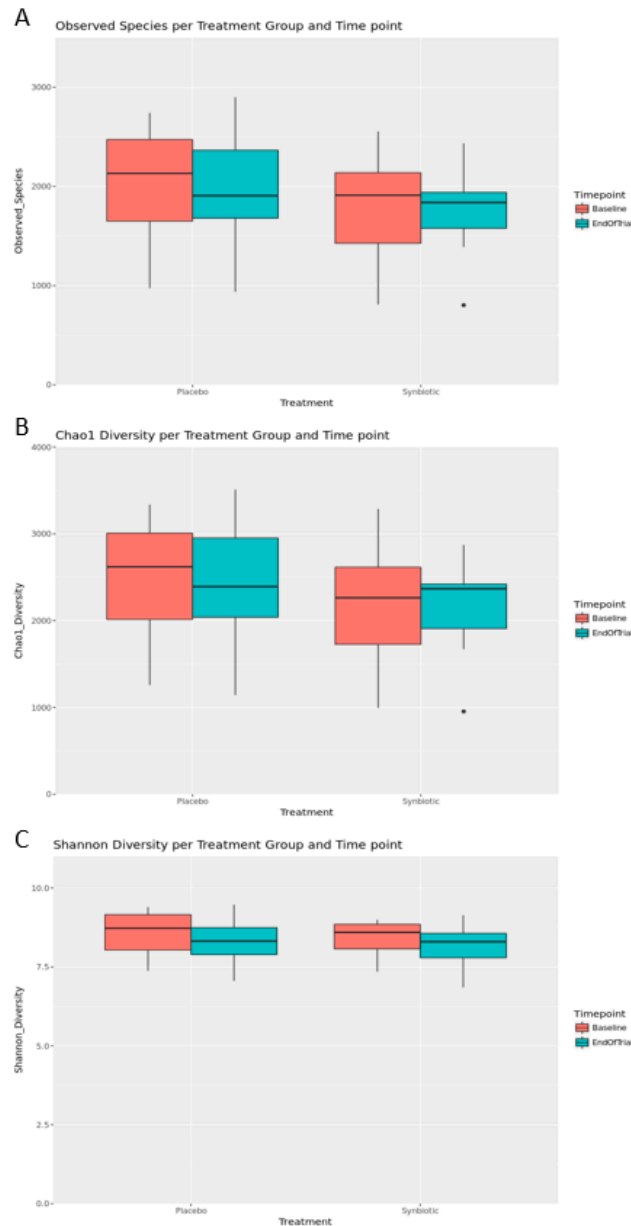 A
Observed Species per Treatment Group and Time point
3000
2000
1000
0
Observed_Species
Placebo
Synbiotic
Treatment
Timepoint
Baseline
EndOfTrial
B
Chao1 Diversity per Treatment Group and Time point
4000
3000
2000
1000
0
Chao1_Diversity
Placebo
Synbiotic
Treatment
Timepoint
Baseline
EndOfTrial
C
Shannon Diversity per Treatment Group and Time point
10.0
7.5
5.0
2.5
0.0
Shannon_Diversity
Placebo
Synbiotic
Treatment
Timepoint
Baseline
EndOfTrial